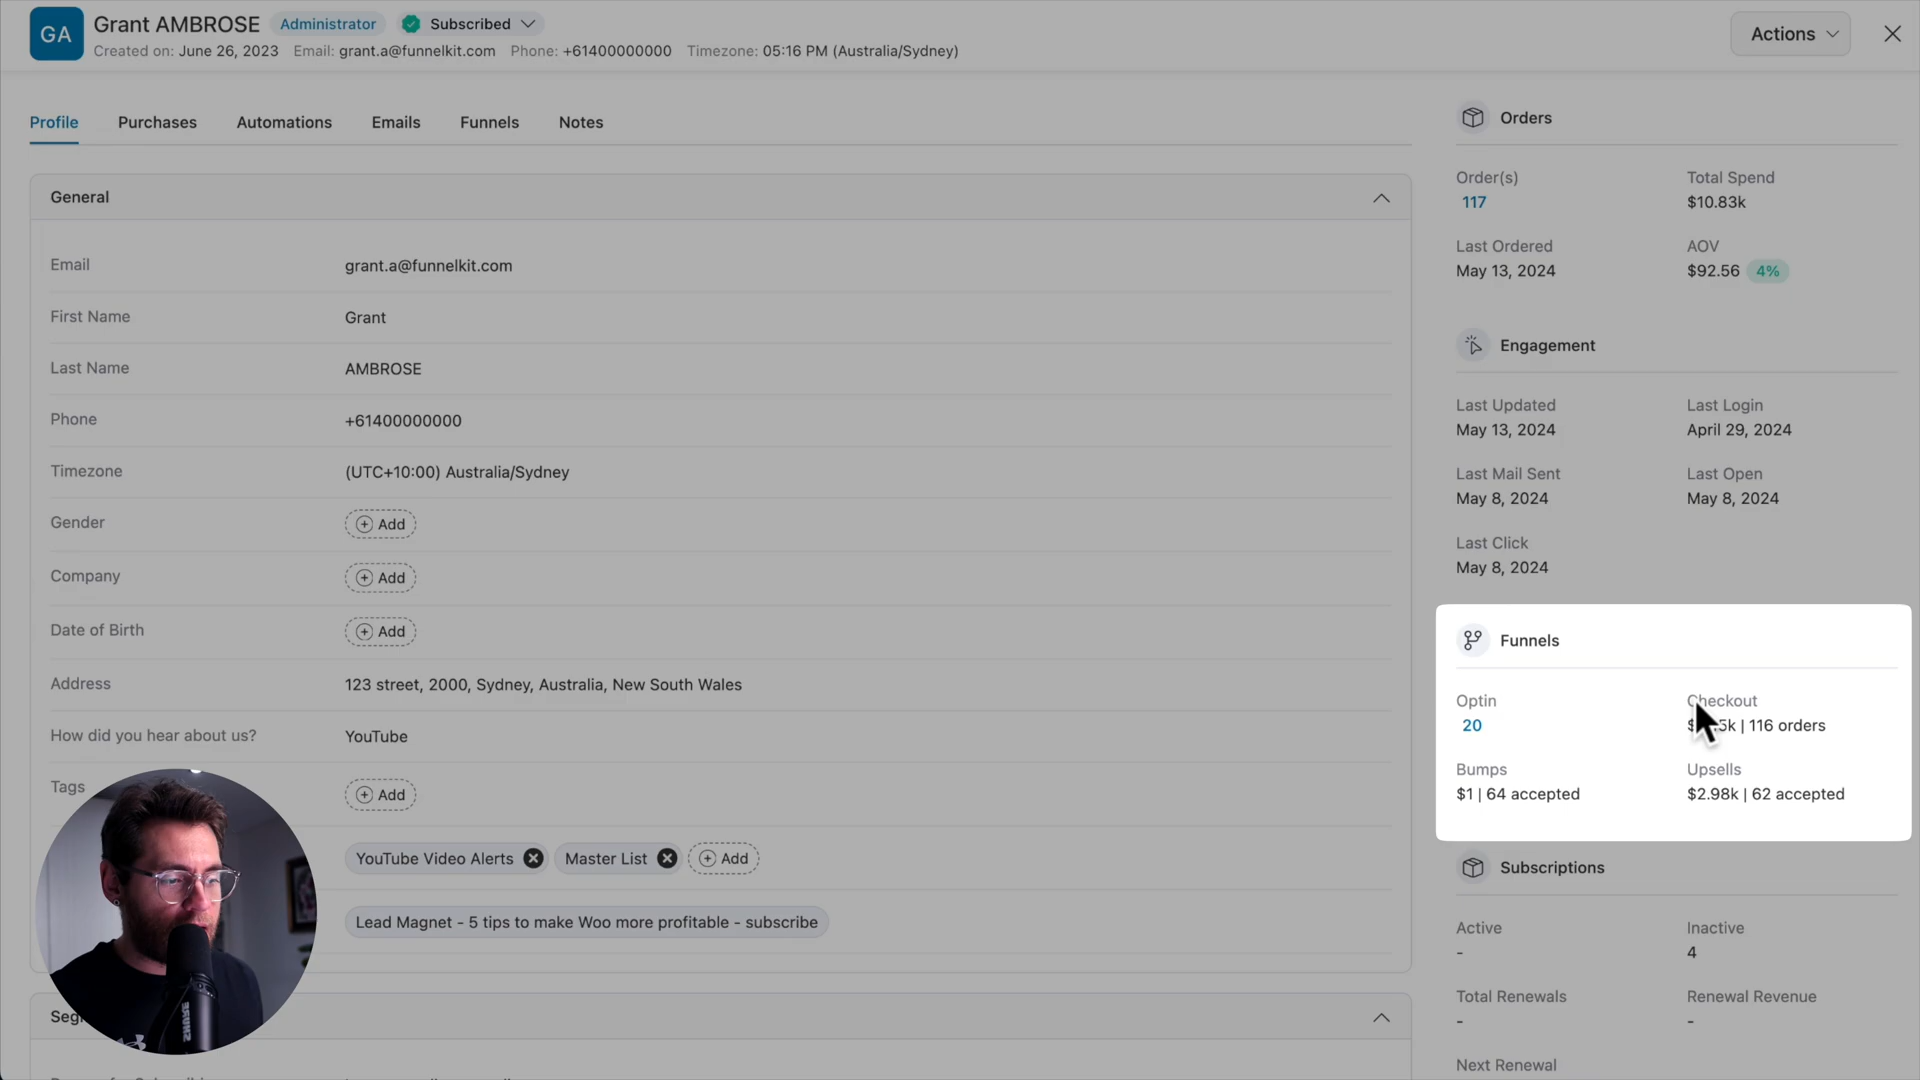 GA
Grant AMBROSE Administrator Subscribed
Actions
Created on: June 26, 2023 Email: grant.a@funnelkit.com Phone: +61400000000 Timezone: 05:16 PM (Australia/Sydney)
Profile Purchases Automations Emails Funnels Notes
General
Email grant.a@funnelkit.com
First Name Grant
Last Name AMBROSE
Phone +61400000000
Timezone (UTC+10:00) Australia/Sydney
Gender Add
Company Add
Date of Birth Add
Address 123 street, 2000, Sydney, Australia, New South Wales
How did you hear about us? YouTube
Tags Add
YouTube Video Alerts Master List Add
Lead Magnet - 5 tips to make Woo more profitable - subscribe
Orders
Order(s) Total Spend
117 $10.83k
Last Ordered AOV
May 13, 2024 $92.56 4%
Engagement
Last Updated Last Login
May 13, 2024 April 29, 2024
Last Mail Sent Last Open
May 8, 2024 May 8, 2024
Last Click
May 8, 2024
Funnels
Optin Checkout
20 | 116 orders
Bumps Upsells
$1 | 64 accepted $2.98k | 62 accepted
Subscriptions
Active Inactive
- 4
Total Renewals Renewal Revenue
- -
Next Renewal